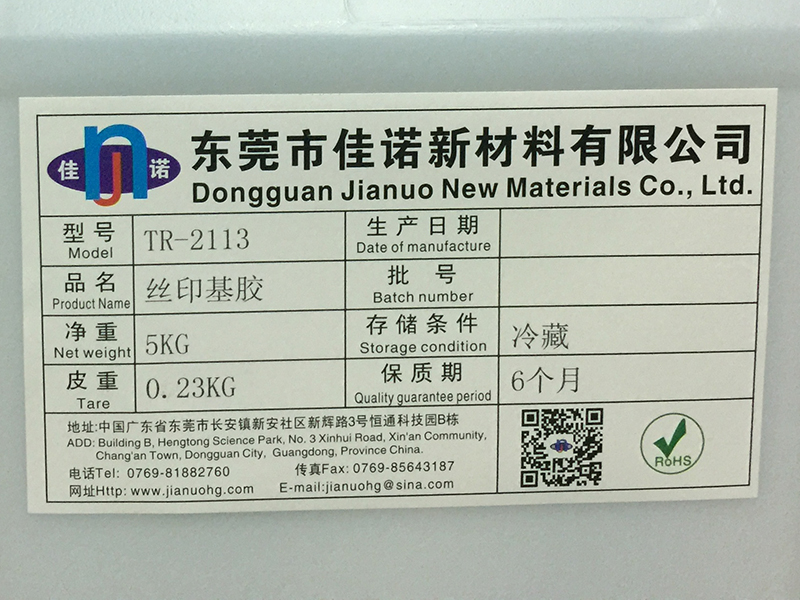 佳 n 诺 东莞市佳诺新材料有限公司
Dongguan Jianuo New Materials Co., Ltd.
型号 TR-2113 生产日期
Model Date of manufacture
品名 丝印基胶 批号
Product Name Batch number
净重 5KG 存储条件 冷藏
Net weight Storage condition
皮重 0.23KG 保质期 6个月
Tare Quality guarantee period
地址:中国广东省东莞市长安镇新安社区新辉路3号恒通科技园B栋
ADD: Building B, Hengtong Science Park, No. 3 Xinhui Road, Xin'an Community,
Chang'an Town, Dongguan City, Guangdong, Province China.
电话Tel: 0769-81882760 传真Fax: 0769-85643187
网址Http: www.jianuohg.com E-mail:jianuohg@sina.com
RoHS